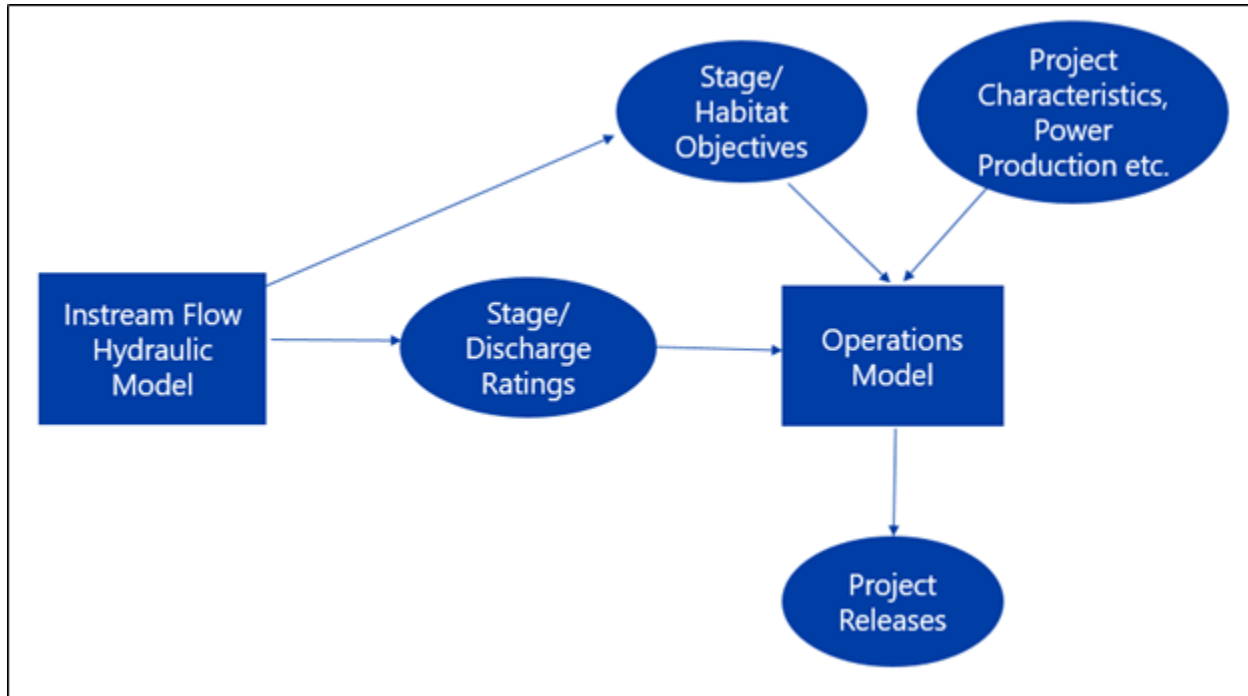 Stage/
Habitat
Objectives
Project
Characteristics,
Power
Production etc.
Instream Flow
Hydraulic
Model
Stage/
Discharge
Ratings
Operations
Model
Project
Releases